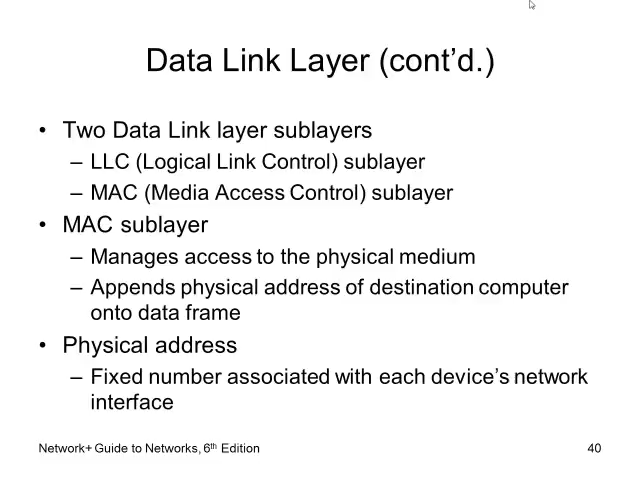 Data Link Layer (cont’d.)
• Two Data Link layer sublayers
– LLC (Logical Link Control) sublayer
– MAC (Media Access Control) sublayer
• MAC sublayer
– Manages access to the physical medium
– Appends physical address of destination computer
onto data frame
• Physical address
– Fixed number associated with each device’s network
interface
Network+ Guide to Networks, 6th Edition 40